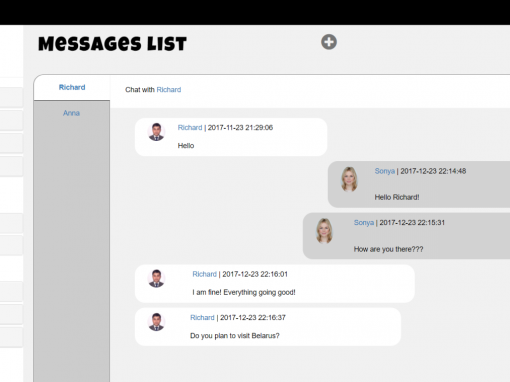 Messages List
Richard
Chat with Richard
Anna
Richard | 2017-11-23 21:29:06
Hello
Sonya | 2017-12-23 22:14:48
Hello Richard!
Sonya | 2017-12-23 22:15:31
How are you there???
Richard | 2017-12-23 22:16:01
I am fine! Everything going good!
Richard | 2017-12-23 22:16:37
Do you plan to visit Belarus?